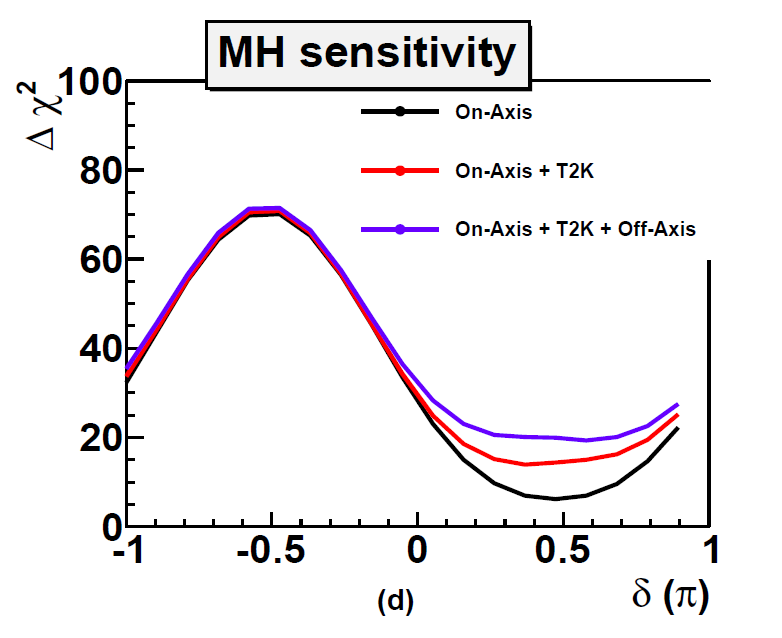 MH sensitivity
Δ χ²
100
80
60
40
20
0
On-Axis
On-Axis + T2K
On-Axis + T2K + Off-Axis
-1
-0.5
0
0.5
1
δ (π)
(d)